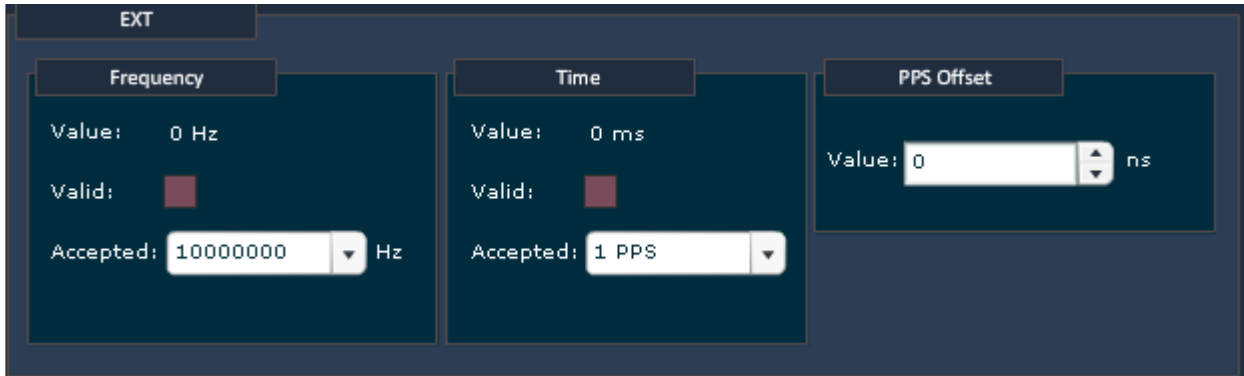 EXT
Frequency
Value: 0 Hz
Valid:
Accepted: 10000000 Hz
Time
Value: 0 ms
Valid:
Accepted: 1 PPS
PPS Offset
Value: 0 ns